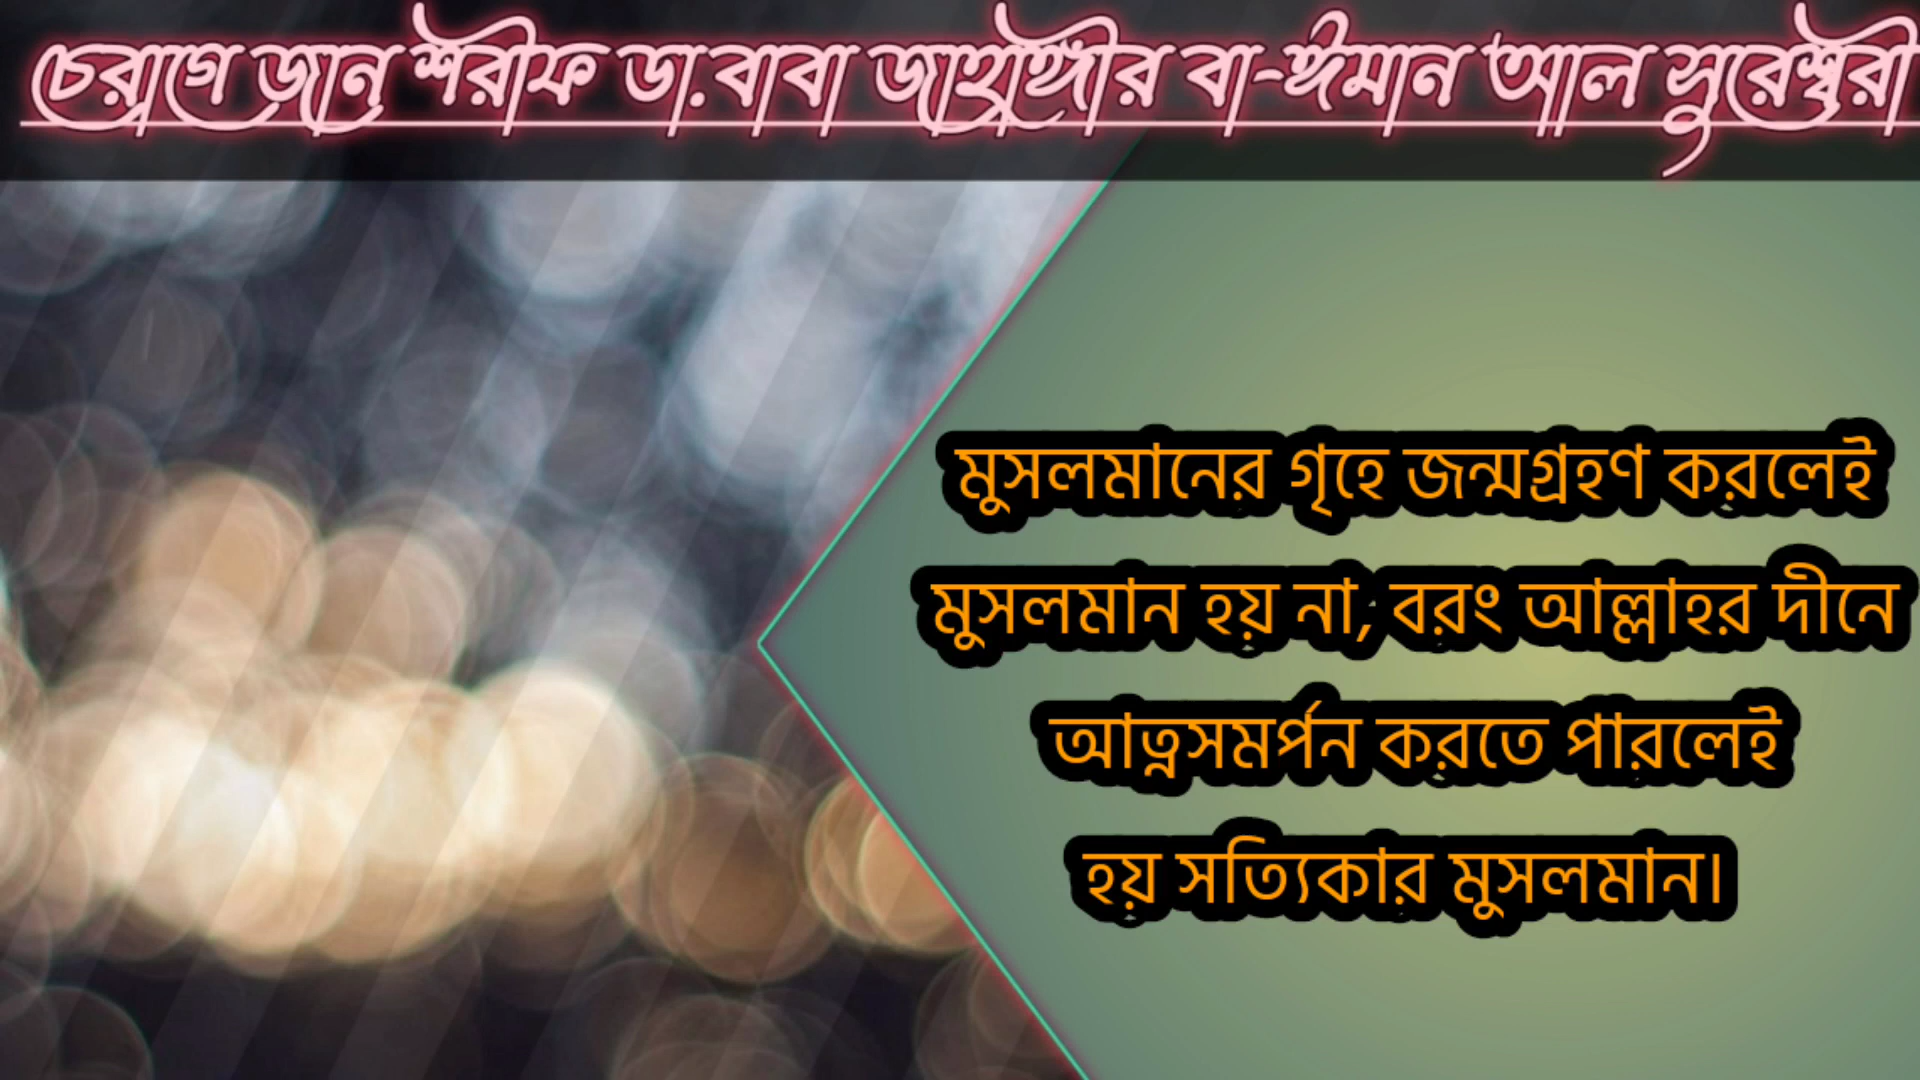 চেরাগে জান শরীফ ডা.বাবা জাহাঙ্গীর বা-ঈমান আল সুরেশ্বরী
মুসলমানের গৃহে জন্মগ্রহণ করলেই
মুসলমান হয় না, বরং আল্লাহর দীনে
আত্নসমর্পন করতে পারলেই
হয় সত্যিকার মুসলমান।